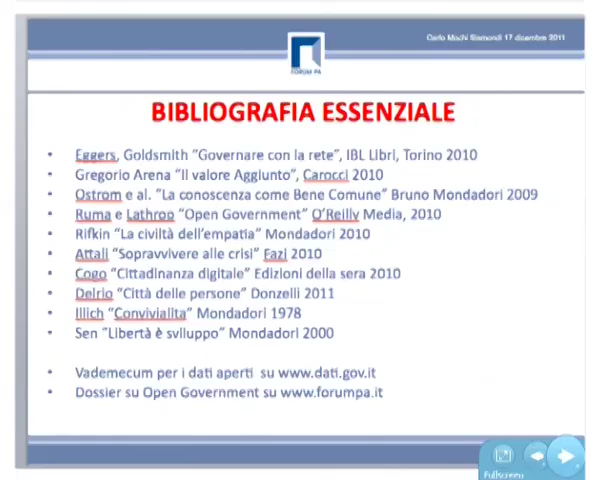 Carlo Mochi Sismondi 17 dicembre 2011
FORUM PA
BIBLIOGRAFIA ESSENZIALE
• Eggers, Goldsmith "Governare con la rete", IBL Libri, Torino 2010
• Gregorio Arena "Il valore Aggiunto", Carocci 2010
• Ostrom e al. "La conoscenza come Bene Comune" Bruno Mondadori 2009
• Ruma e Lathrop "Open Government" O'Reilly Media, 2010
• Rifkin "La civiltà dell'empatia" Mondadori 2010
• Attali "Sopravvivere alle crisi" Fazi 2010
• Cogo "Cittadinanza digitale" Edizioni della sera 2010
• Delrio "Città delle persone" Donzelli 2011
• Illich "Convivialita" Mondadori 1978
• Sen "Libertà è sviluppo" Mondadori 2000
• Vademecum per i dati aperti su www.dati.gov.it
• Dossier su Open Government su www.forumpa.it
Fullscreen